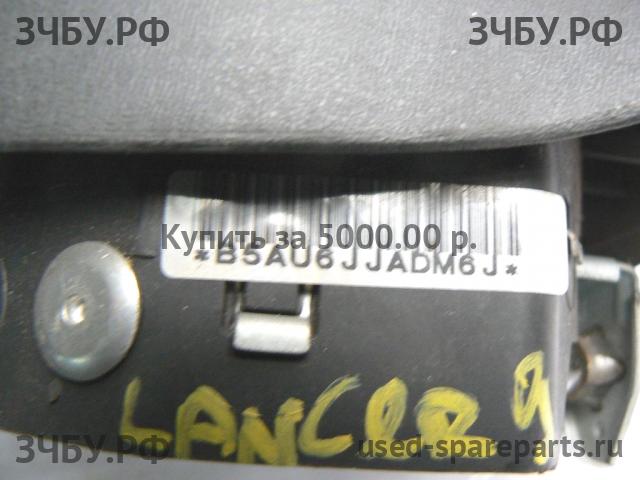 ЗЧБУ.РФ ЗЧБУ.РФ
Купить за 5000.00 р.
*B5AU6JJADM6J*
LANCER 9
ЗЧБУ.РФ used-spareparts.ru